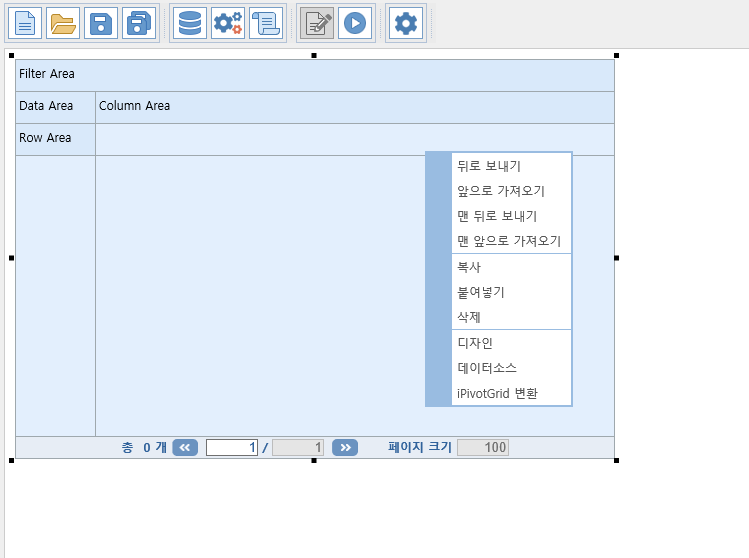 Filter Area
Data Area Column Area
Row Area
뒤로 보내기
앞으로 가져오기
맨 뒤로 보내기
맨 앞으로 가져오기
복사
붙여넣기
삭제
디자인
데이터소스
iPivotGrid 변환
총 0 개 1 / 1 페이지 크기 100